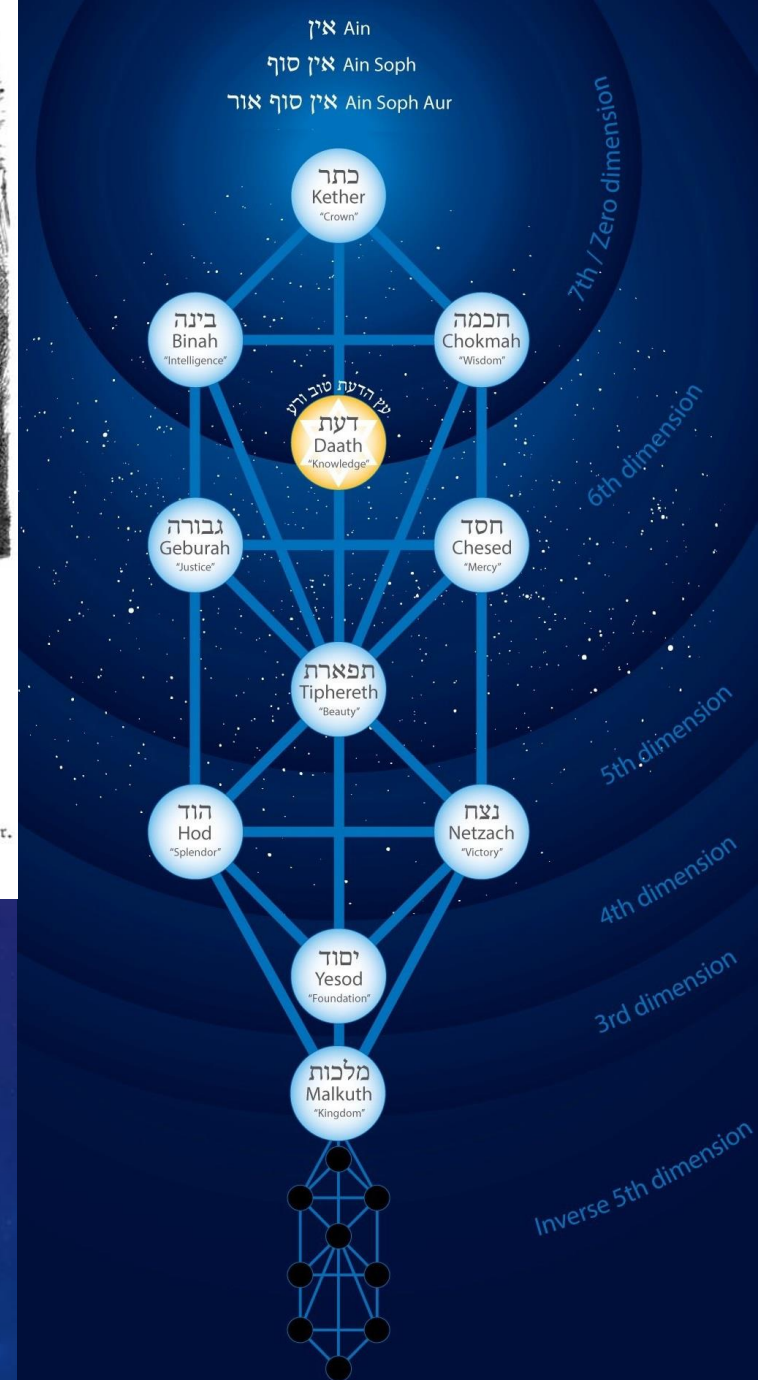 אין Ain
אין סוף Ain Soph
אין סוף אור Ain Soph Aur
7th / Zero dimension
כתר
Kether
"Crown"
בינה
Binah
"Intelligence"
חכמה
Chokmah
"Wisdom"
עץ הדעת טוב ורע
דעת
Daath
"Knowledge"
6th dimension
גבורה
Geburah
"Justice"
חסד
Chesed
"Mercy"
תפארת
Tiphereth
"Beauty"
5th dimension
הוד
Hod
"Splendor"
נצח
Netzach
"Victory"
4th dimension
יסוד
Yesod
"Foundation"
3rd dimension
מלכות
Malkuth
"Kingdom"
Inverse 5th dimension